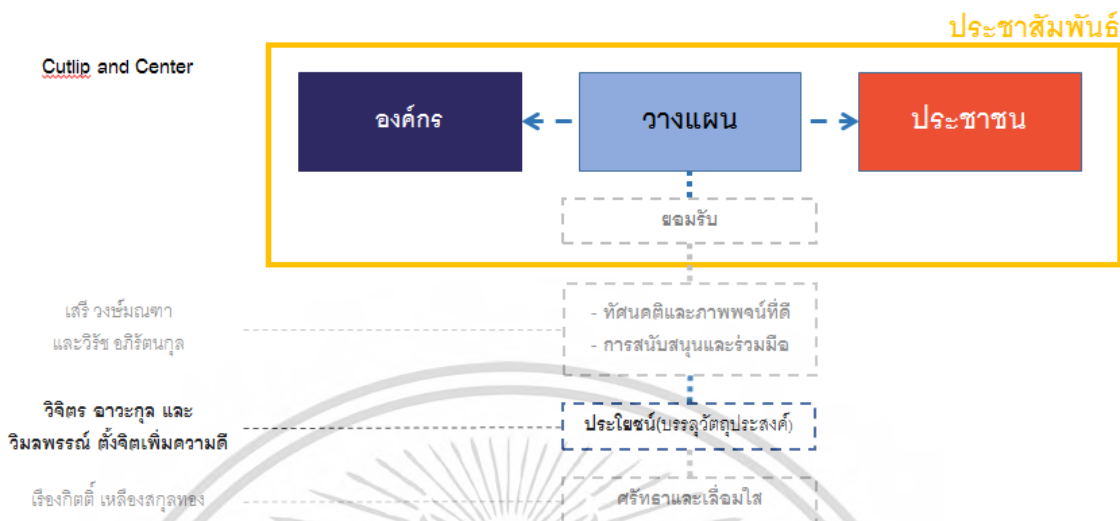 ประชาสัมพันธ์
Cutlip and Center
องค์กร
วางแผน
ประชาชน
ยอมรับ
เสรี วงษ์มณฑา
และวิรัช อภิรัตนกุล
- ทัศนคติและภาพพจน์ที่ดี
- การสนับสนุนและร่วมมือ
วิจิตร อาวะกุล และ
วิมลพรรณ ตั้งจิตเพิ่มความดี
ประโยชน์(บรรลุวัตถุประสงค์)
เรืองกิตติ์ เหลืองสกุลทอง
ศรัทธาและเลื่อมใส